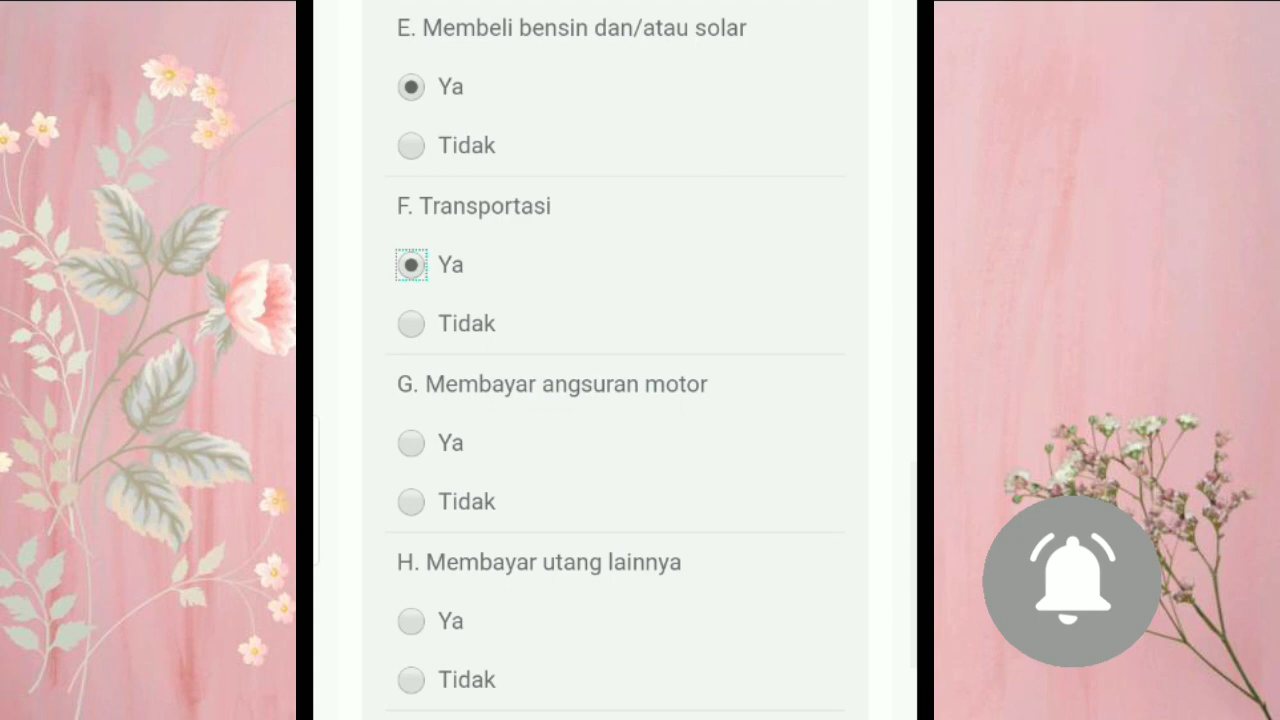 E. Membeli bensin dan/atau solar
Ya
Tidak
F. Transportasi
Ya
Tidak
G. Membayar angsuran motor
Ya
Tidak
H. Membayar utang lainnya
Ya
Tidak